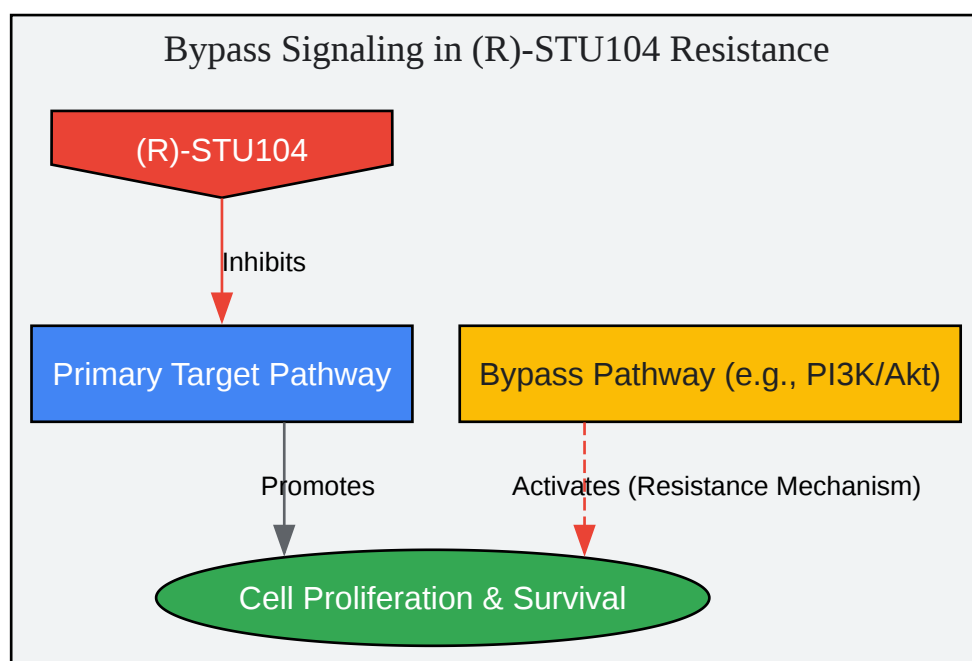 Bypass Signaling in (R)-STU104 Resistance
(R)-STU104
Inhibits
Primary Target Pathway
Bypass Pathway (e.g., PI3K/Akt)
Promotes
Activates (Resistance Mechanism)
Cell Proliferation & Survival